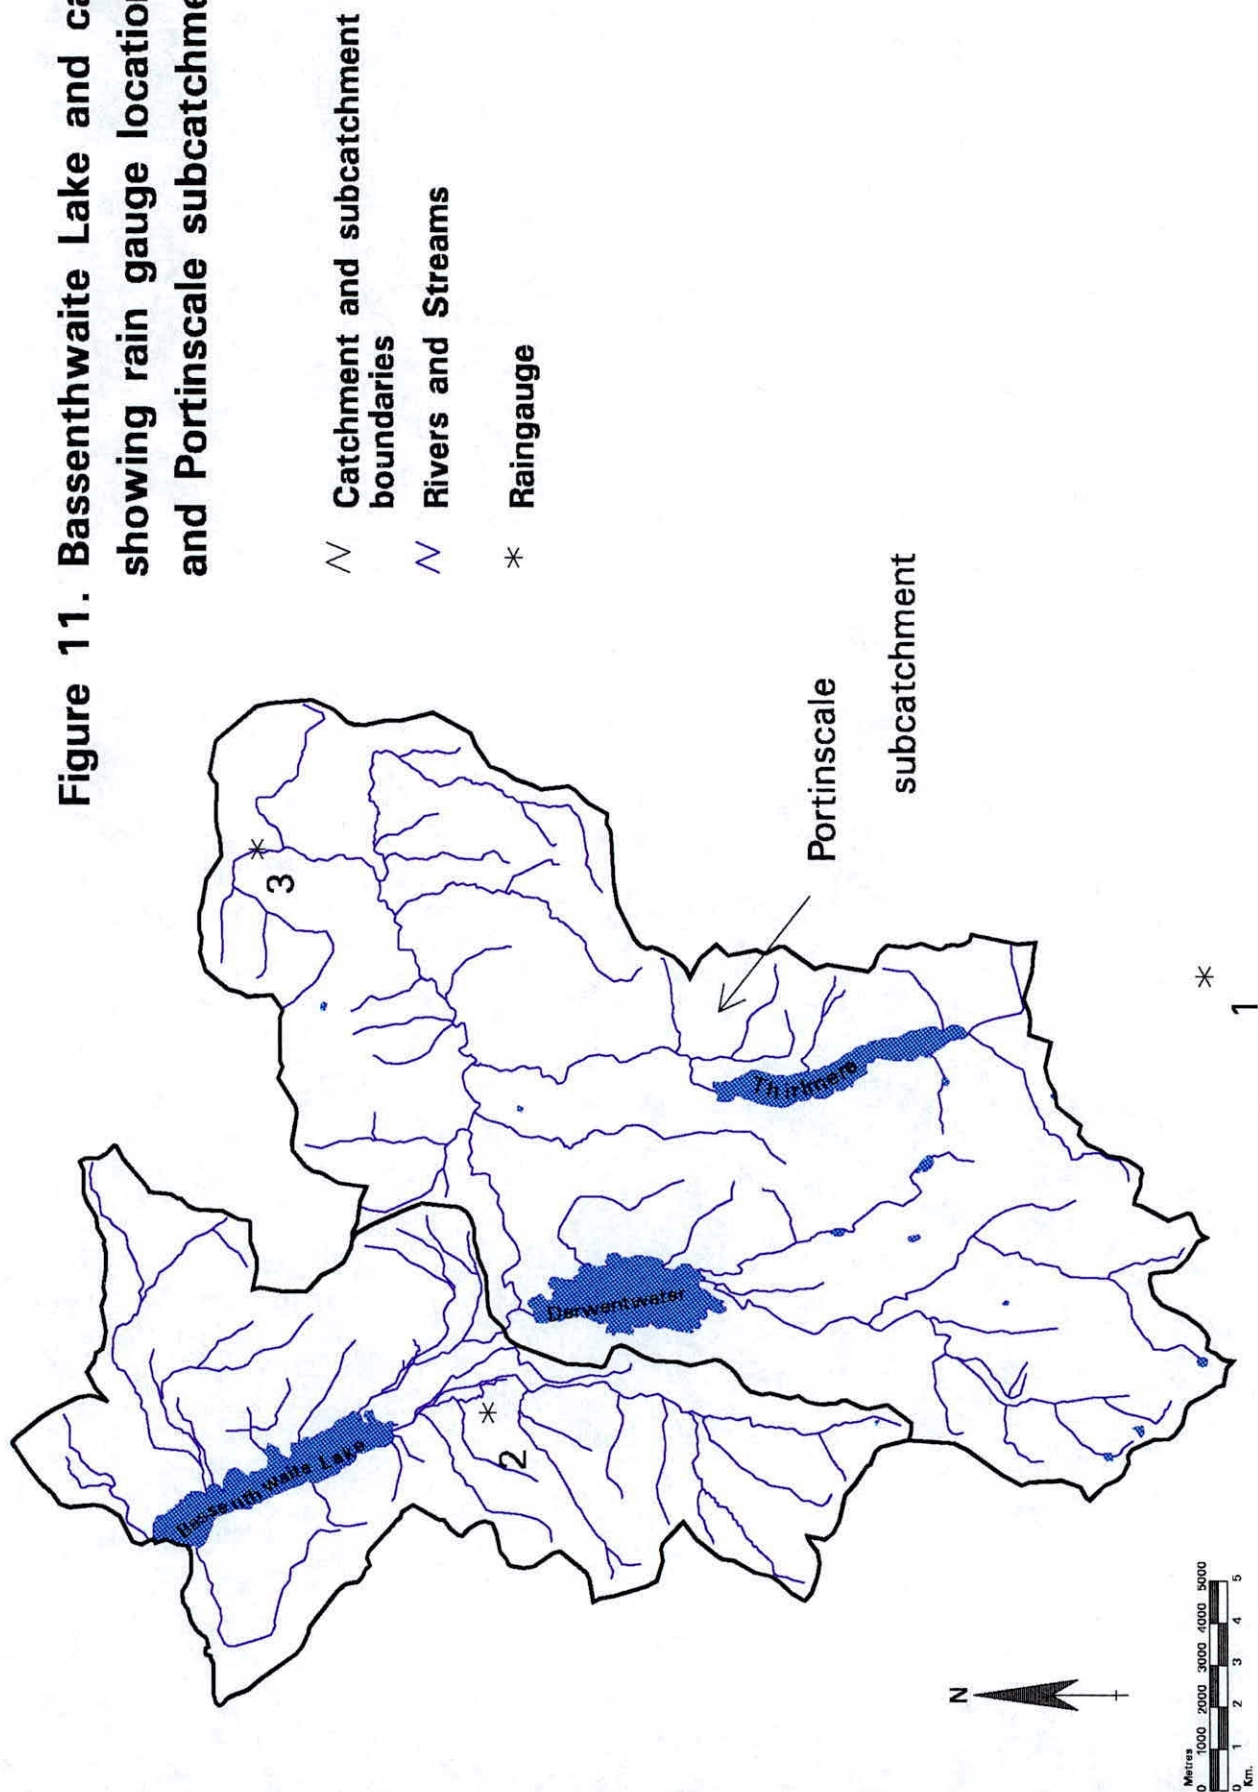 Figure 11. Bassenthwaite Lake and ca
showing rain gauge location
and Portinscale subcatchme
Catchment and subcatchment
boundaries
Rivers and Streams
* Raingauge
3
Portinscale
subcatchment
Bassenthwaite Lake
2
Derwentwater
Thirlmere
* 1
N
Metres
0 1000 2000 3000 4000 5000
0 1 2 3 4 5
Km